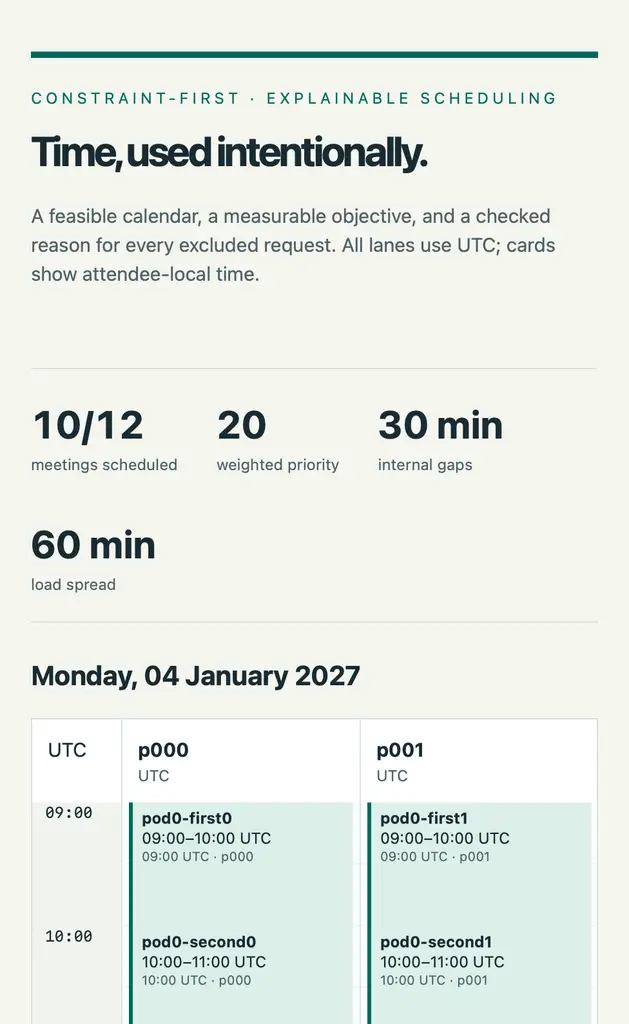 CONSTRAINT-FIRST · EXPLAINABLE SCHEDULING
Time, used intentionally.
A feasible calendar, a measurable objective, and a checked
reason for every excluded request. All lanes use UTC; cards
show attendee-local time.
10/12
meetings scheduled
20
weighted priority
30 min
internal gaps
60 min
load spread
Monday, 04 January 2027
UTC
p000
UTC
p001
UTC
09:00
pod0-first0
09:00–10:00 UTC
09:00 UTC · p000
pod0-first1
09:00–10:00 UTC
09:00 UTC · p001
10:00
pod0-second0
10:00–11:00 UTC
10:00 UTC · p000
pod0-second1
10:00–11:00 UTC
10:00 UTC · p001